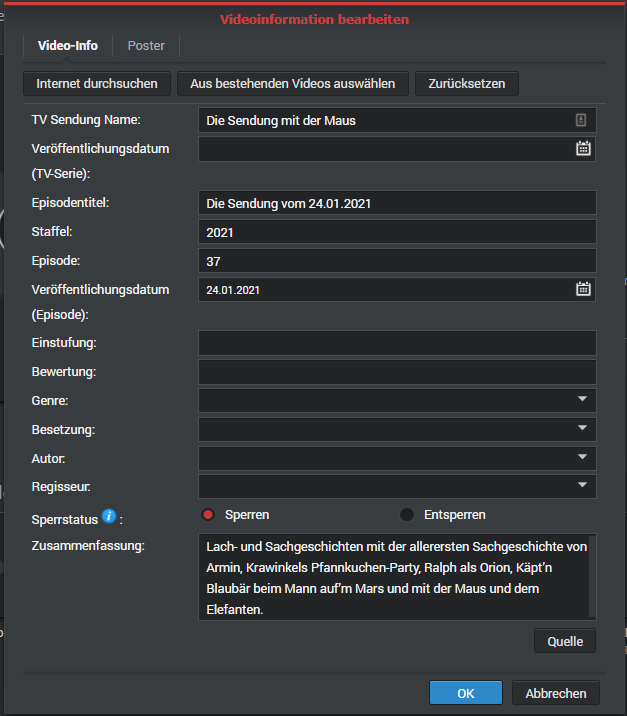 Videoinformation bearbeiten
Video-Info
Poster
Internet durchsuchen
Aus bestehenden Videos auswählen
Zurücksetzen
TV Sendung Name:
Die Sendung mit der Maus
Veröffentlichungsdatum
(TV-Serie):
Episodentitel:
Die Sendung vom 24.01.2021
Staffel:
2021
Episode:
37
Veröffentlichungsdatum
(Episode):
24.01.2021
Einstufung:
Bewertung:
Genre:
Besetzung:
Autor:
Regisseur:
Sperrstatus i :
Sperren
Entsperren
Zusammenfassung:
Lach- und Sachgeschichten mit der allerersten Sachgeschichte von
Armin, Krawinkels Pfannkuchen-Party, Ralph als Orion, Käpt'n
Blaubär beim Mann auf'm Mars und mit der Maus und dem
Elefanten.
Quelle
OK
Abbrechen